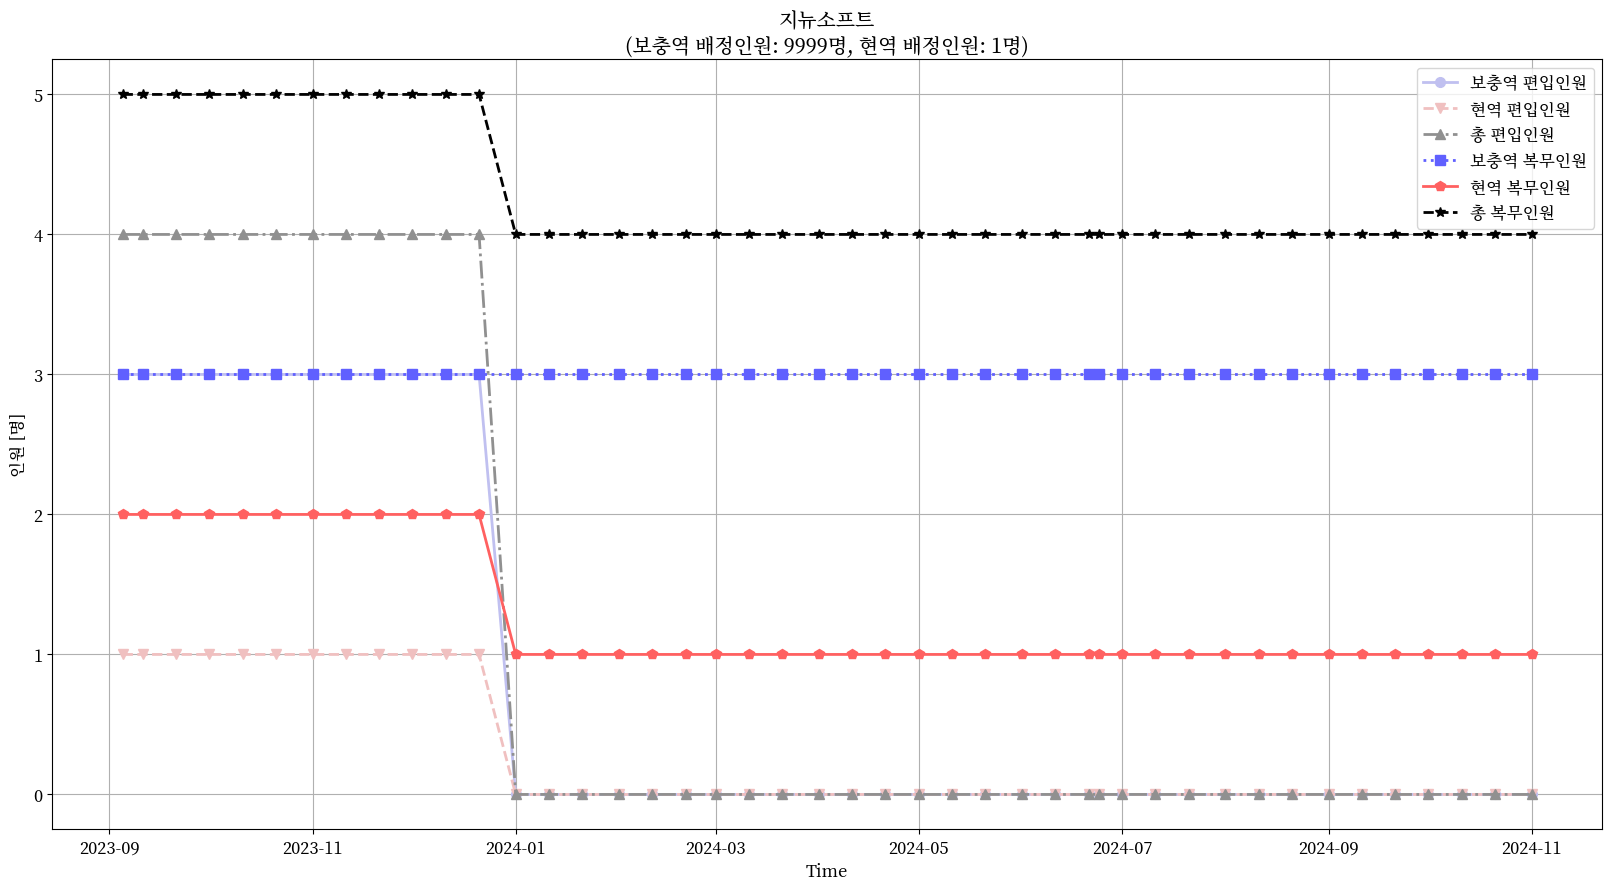 지뉴소프트
(보충역 배정인원: 9999명, 현역 배정인원: 1명)
보충역 편입인원
현역 편입인원
총 편입인원
보충역 복무인원
현역 복무인원
총 복무인원
인원 [명]
5
4
3
2
1
0
2023-09
2023-11
2024-01
2024-03
2024-05
2024-07
2024-09
2024-11
Time